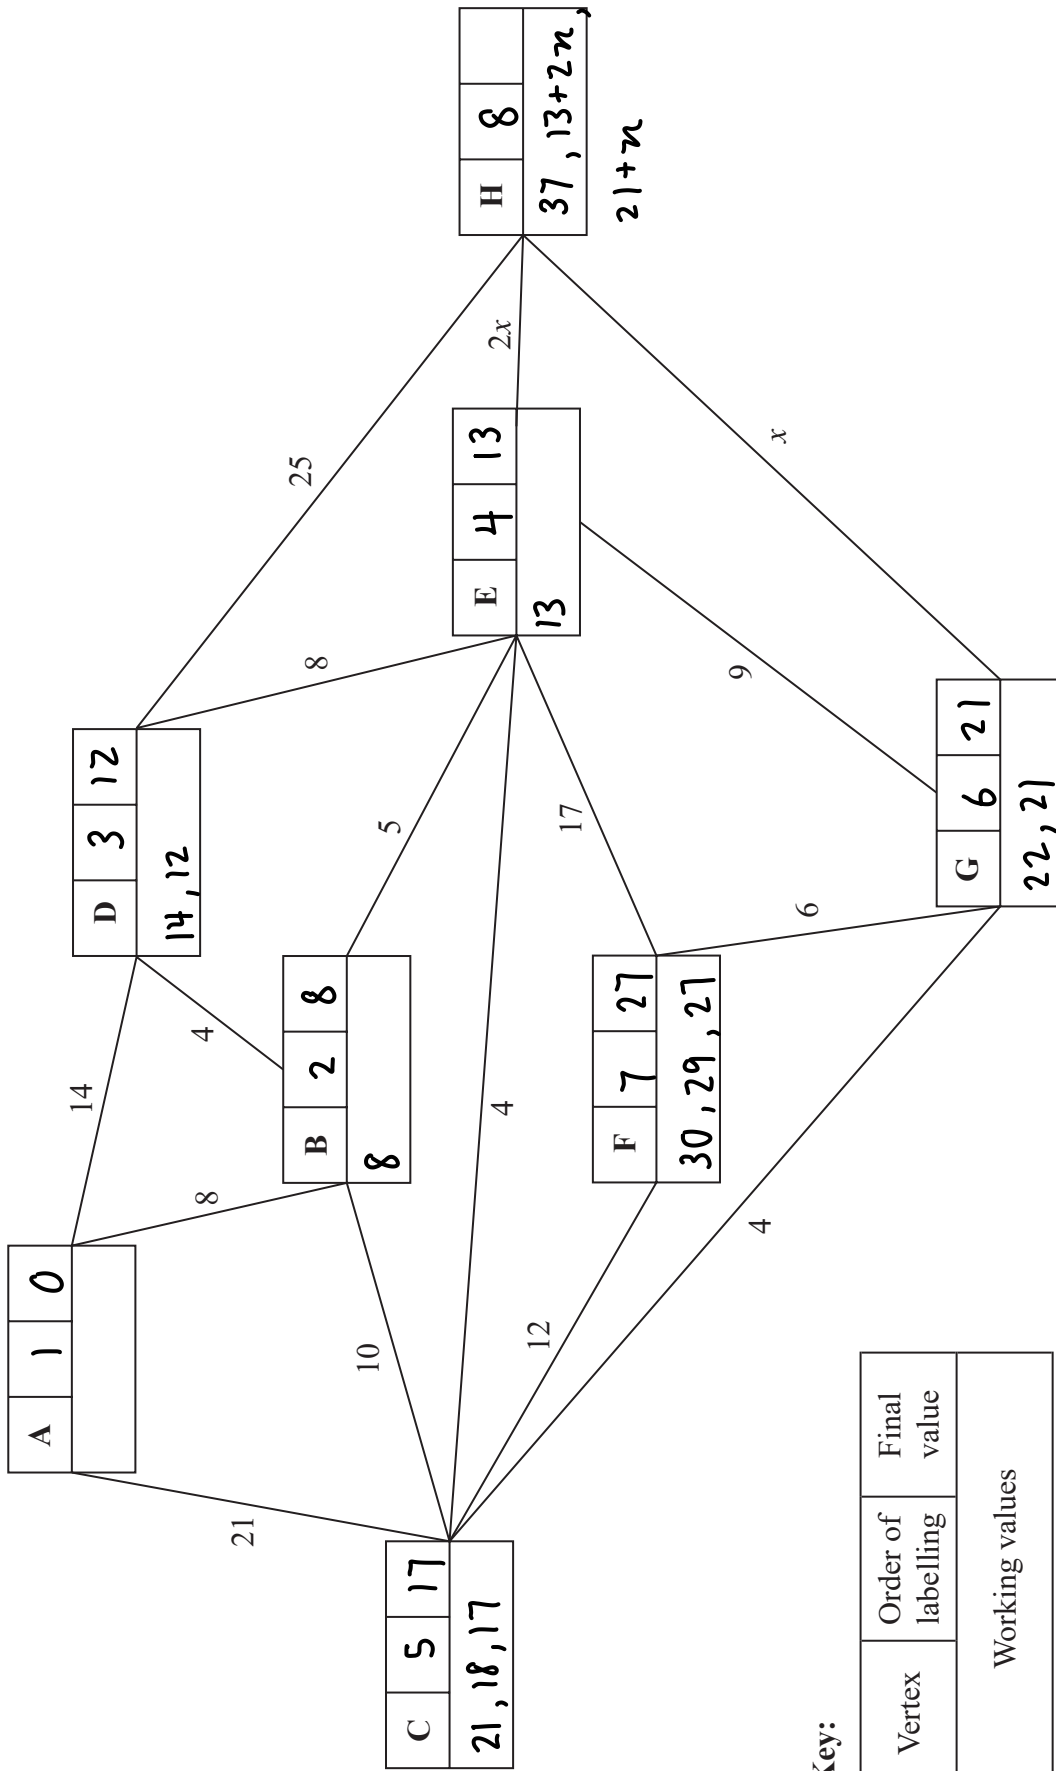 A 1 0
14
D 3 12
14, 12
8
4
21
B 2 8
8
25
8
10
5
C 5 17
21, 18, 17
4
E 4 13
13
2x
H 8
37, 13+2x,
21+x
12
17
F 7 27
30, 29, 27
9
x
4
6
G 6 21
22, 21
Key:
Vertex Order of labelling Final value
Working values